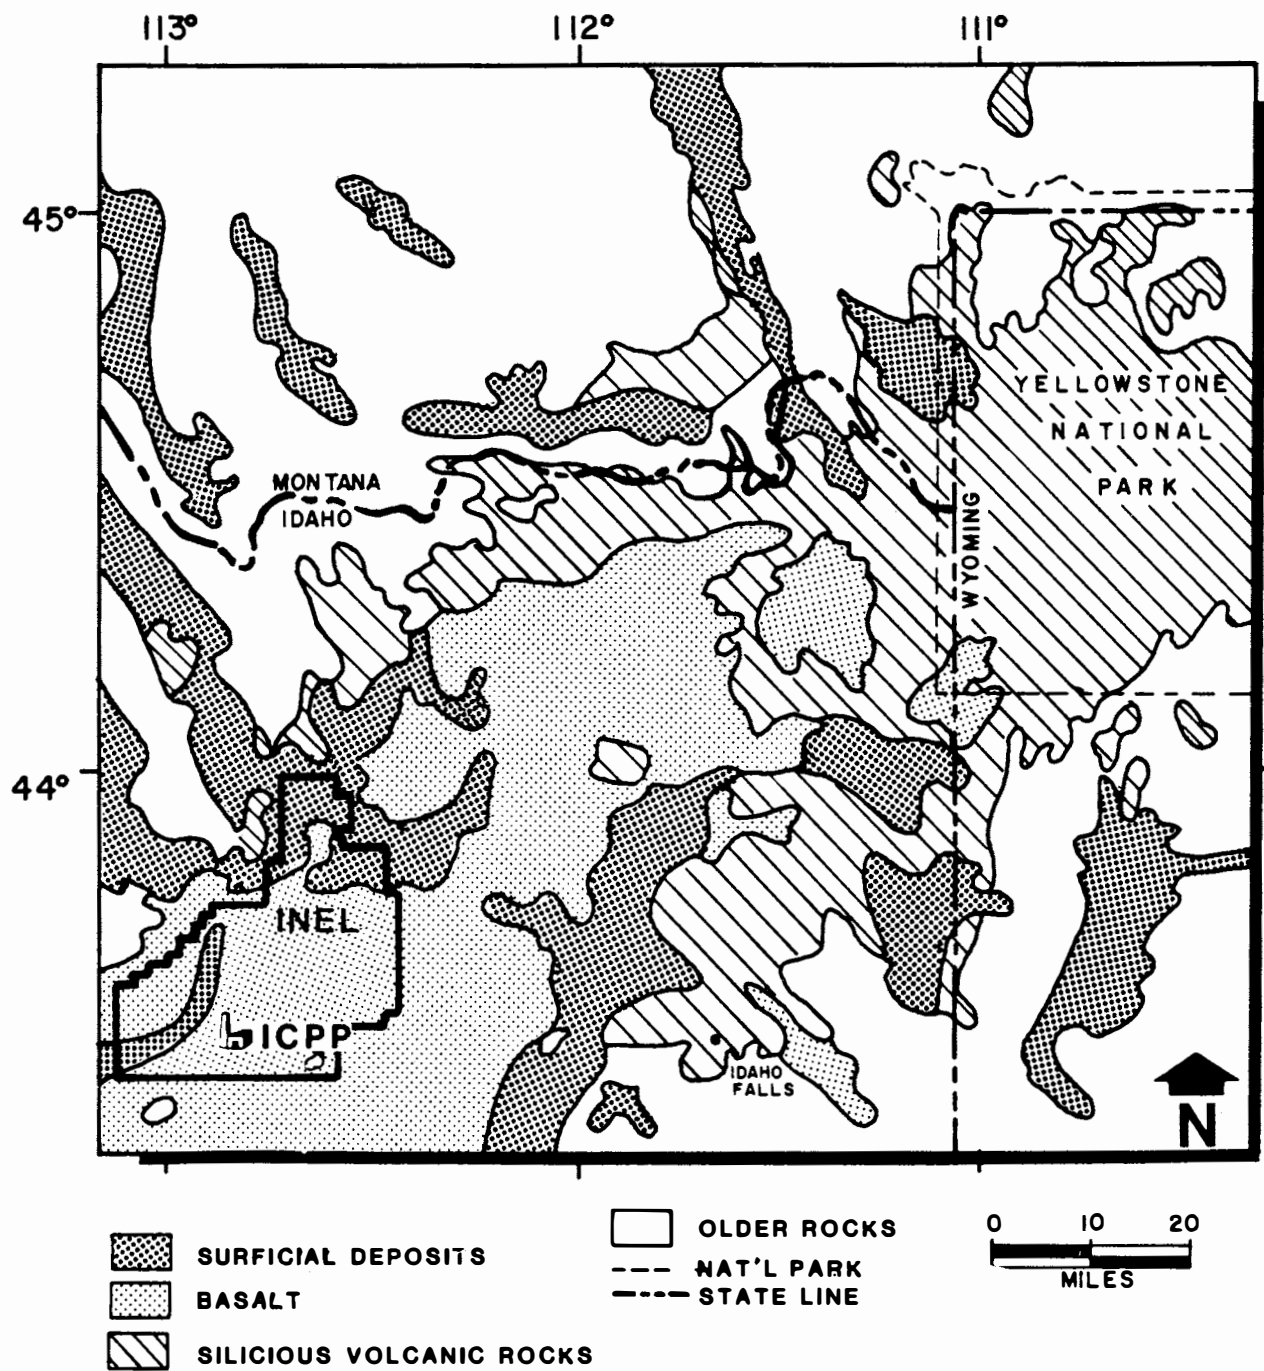 113° 112° 111°
45°
YELLOWSTONE
NATIONAL
PARK
MONTANA
IDAHO
WYOMING
44°
INEL
ICPP
IDAHO
FALLS
N
SURFICIAL DEPOSITS
BASALT
SILICIOUS VOLCANIC ROCKS
OLDER ROCKS
NAT'L PARK
STATE LINE
0 10 20
MILES